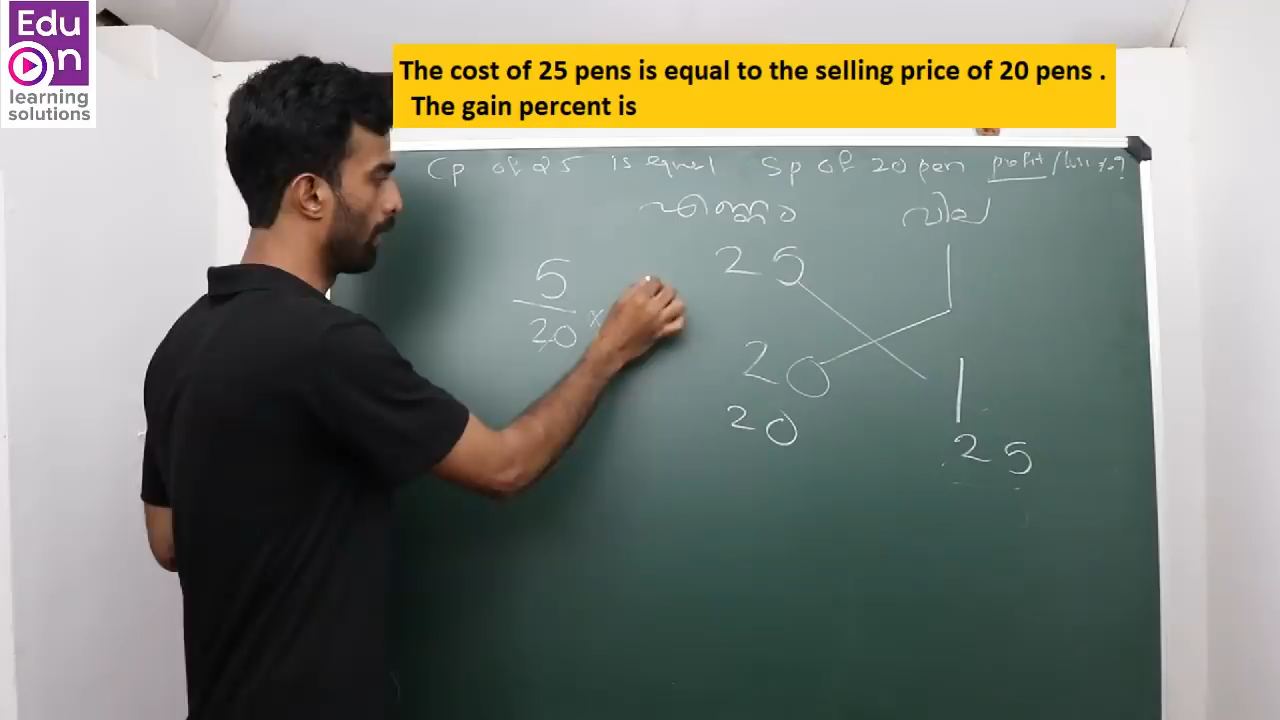 Edu
On
learning
solutions
The cost of 25 pens is equal to the selling price of 20 pens .
The gain percent is
Cp of 25 is equal Sp of 20 pen profit / loss %?
എണ്ണം വില
25 1
5
20 ×
20 1
20 25